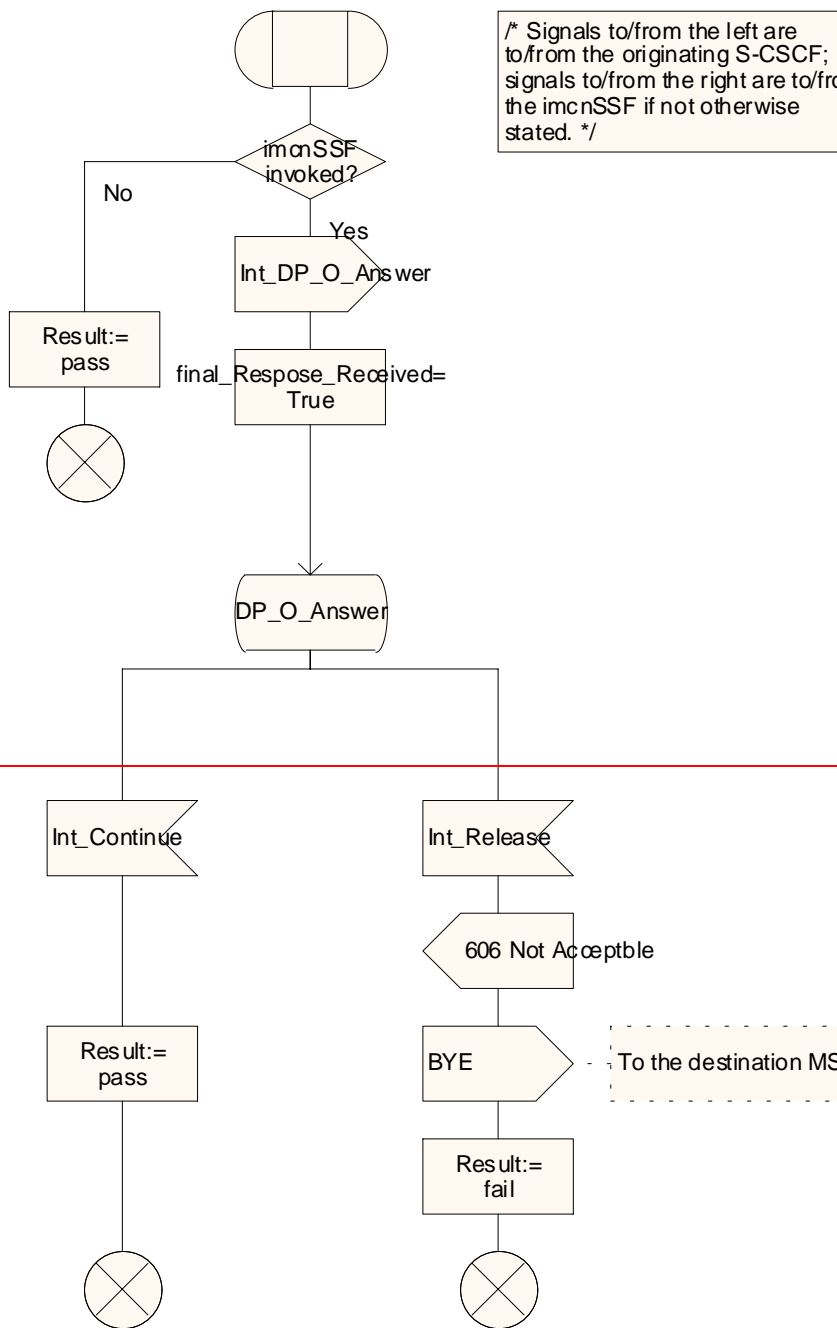 /* Signals to/from the left are
to/from the originating S-CSCF;
signals to/from the right are to/fro
the imcnSSF if not otherwise
stated. */
imcnSSF
invoked?
No
Yes
Int_DP_O_Answer
Result:=
pass
final_Respose_Received=
True
DP_O_Answer
Int_Continue
Int_Release
606 Not Acceptble
Result:=
pass
BYE
To the destination MS
Result:=
fail